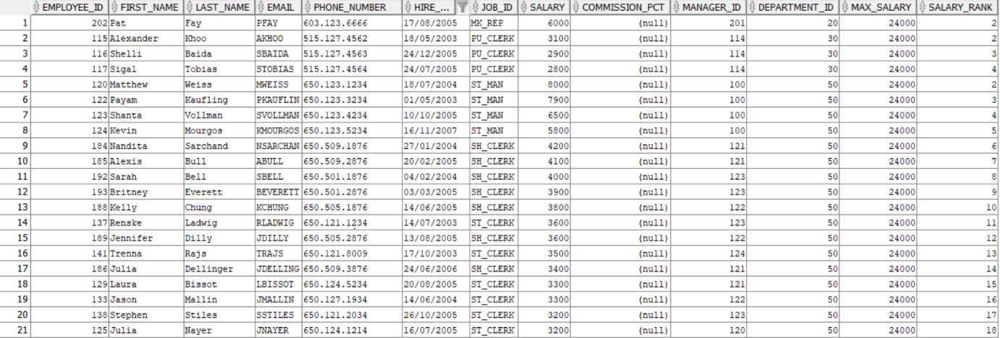 EMPLOYEE_ID FIRST_NAME LAST_NAME EMAIL PHONE_NUMBER HIRE_... JOB_ID SALARY COMMISSION_PCT MANAGER_ID DEPARTMENT_ID MAX_SALARY SALARY_RANK
1 202 Pat Fay PFAY 603.123.6666 17/08/2005 MK_REP 6000 (null) 201 20 24000 2
2 115 Alexander Khoo AKHOO 515.127.4562 18/05/2003 PU_CLERK 3100 (null) 114 30 24000 2
3 116 Shelli Baida SBAIDA 515.127.4563 24/12/2005 PU_CLERK 2900 (null) 114 30 24000 3
4 117 Sigal Tobias STOBIAS 515.127.4564 24/07/2005 PU_CLERK 2800 (null) 114 30 24000 4
5 120 Matthew Weiss MWEISS 650.123.1234 18/07/2004 ST_MAN 8000 (null) 100 50 24000 2
6 122 Payam Kaufling PKAUFLIN 650.123.3234 01/05/2003 ST_MAN 7900 (null) 100 50 24000 3
7 123 Shanta Vollman SVOLLMAN 650.123.4234 10/10/2005 ST_MAN 6500 (null) 100 50 24000 4
8 124 Kevin Mourgos KMOURGOS 650.123.5234 16/11/2007 ST_MAN 5800 (null) 100 50 24000 5
9 184 Nandita Sarchand NSARCHAN 650.509.1876 27/01/2004 SH_CLERK 4200 (null) 121 50 24000 6
10 185 Alexis Bull ABULL 650.509.2876 20/02/2005 SH_CLERK 4100 (null) 121 50 24000 7
11 192 Sarah Bell SBELL 650.501.1876 04/02/2004 SH_CLERK 4000 (null) 123 50 24000 8
12 193 Britney Everett BEVERETT 650.501.2876 03/03/2005 SH_CLERK 3900 (null) 123 50 24000 9
13 188 Kelly Chung KCHUNG 650.505.1876 14/06/2005 SH_CLERK 3800 (null) 122 50 24000 10
14 137 Renske Ladwig RLADWIG 650.121.1234 14/07/2003 ST_CLERK 3600 (null) 123 50 24000 11
15 189 Jennifer Dilly JDILLY 650.505.2876 13/08/2005 SH_CLERK 3600 (null) 122 50 24000 12
16 141 Trenna Rajs TRAJS 650.121.8009 17/10/2003 ST_CLERK 3500 (null) 124 50 24000 13
17 186 Julia Dellinger JDELLING 650.509.3876 24/06/2006 SH_CLERK 3400 (null) 121 50 24000 14
18 129 Laura Bissot LBISSOT 650.124.5234 20/08/2005 ST_CLERK 3300 (null) 121 50 24000 15
19 133 Jason Mallin JMALLIN 650.127.1934 14/06/2004 ST_CLERK 3300 (null) 122 50 24000 16
20 138 Stephen Stiles SSTILES 650.121.2034 26/10/2005 ST_CLERK 3200 (null) 123 50 24000 17
21 125 Julia Nayer JNAYER 650.124.1214 16/07/2005 ST_CLERK 3200 (null) 120 50 24000 18